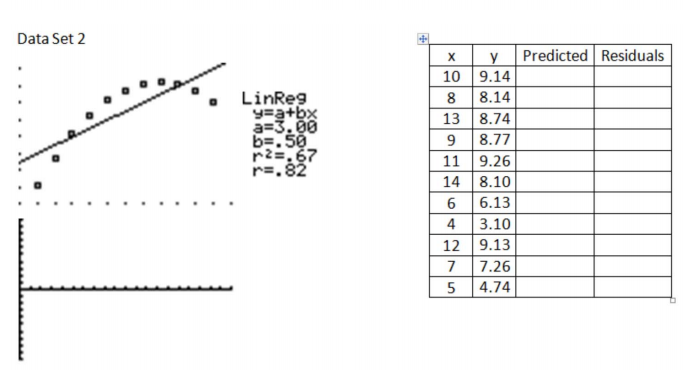 Data Set 2
LinReg
y=a+bx
a=3.00
b=.50
r²=.67
r=.82
x y Predicted Residuals
10 9.14
8 8.14
13 8.74
9 8.77
11 9.26
14 8.10
6 6.13
4 3.10
12 9.13
7 7.26
5 4.74